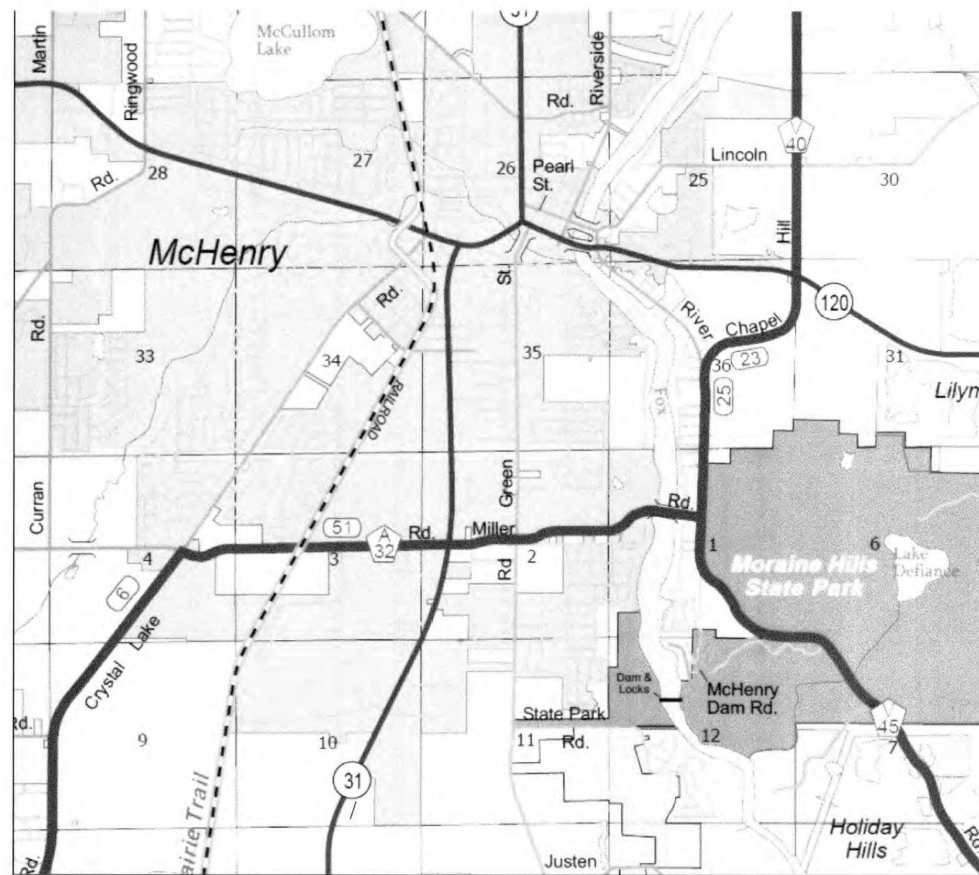 31
McCullom
Lake
Martin
Ringwood
Riverside
Rd.
40
V
Lincoln
27
26
Pearl
St.
25
30
Rd.
28
McHenry
Hill
St.
Rd.
River
Chapel
120
Rd.
33
34
35
36
23
31
25
RAILROAD
Fox
Lilym
Curran
Green
Rd.
51
A
32
Rd.
Miller
4
3
2
1
6
Moraine Hills
State Park
Lake
Defiance
6
Rd
Crystal Lake
Dam &
Locks
McHenry
Dam Rd.
State Park
Rd.
Rd.
9
10
11
12
V
45
7
31
airie Trail
Holiday
Hills
Justen
Rd.
Rd